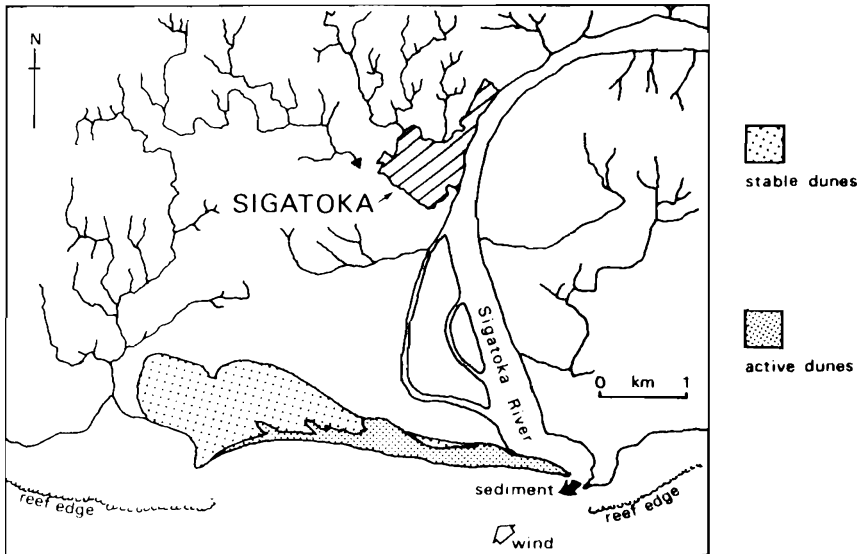 N
SIGATOKA
stable dunes
Sigatoka River
0 km 1
active dunes
sediment
reef edge
reef edge
wind